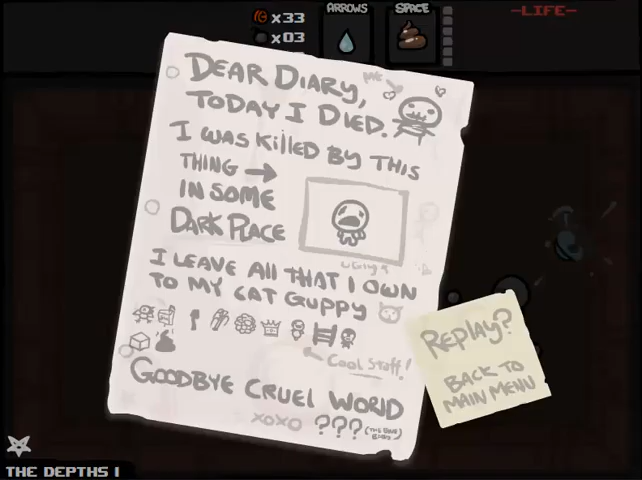 x33
x03
ARROWS
SPACE
-LIFE-
DEAR DIARY,
TODAY I DIED.
I WAS KILLED BY THIS
THING →
IN SOME
DARK PLACE
I LEAVE ALL THAT I OWN
TO MY CAT GUPPY
COOL STUFF!
GOODBYE CRUEL WORLD
XOXO ???
REPLAY?
BACK TO
MAIN MENU
THE DEPTHS I